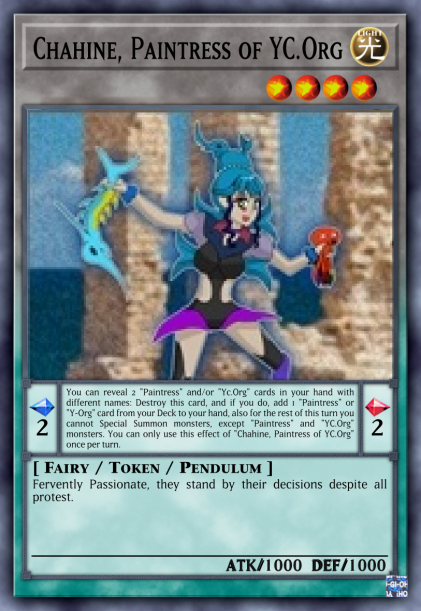 CHAHINE, PAINTRESS OF YC.ORG
LIGHT
光
You can reveal 2 "Paintress" and/or "Yc.Org" cards in your hand with
different names: Destroy this card, and if you do, add 1 "Paintress" or
"Y-Org" card from your Deck to your hand, also for the rest of this turn you
cannot Special Summon monsters, except "Paintress" and "YC.Org"
monsters. You can only use this effect of "Chahine, Paintress of YC.Org"
once per turn.
2
2
[ FAIRY / TOKEN / PENDULUM ]
Fervently Passionate, they stand by their decisions despite all
protest.
ATK/1000 DEF/1000